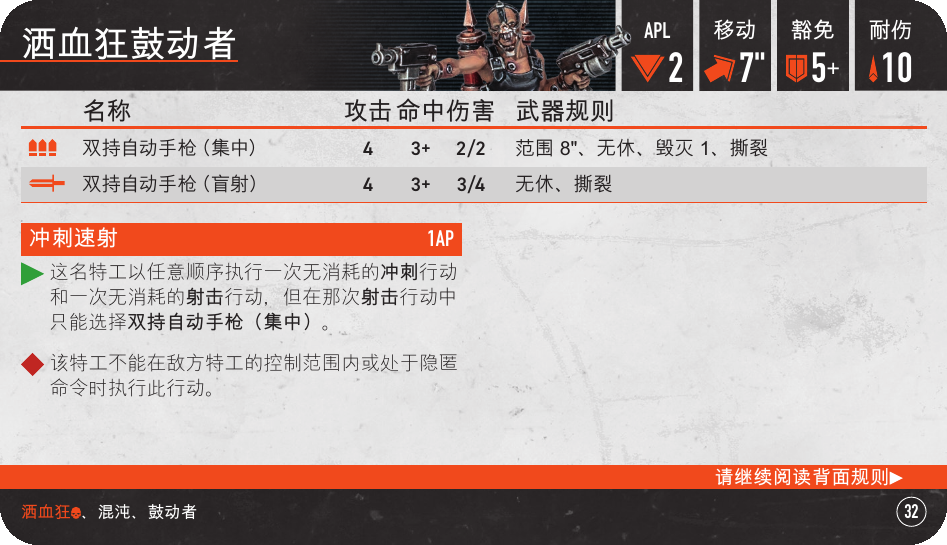 洒血狂鼓动者
APL 移动 豁免 耐伤
2 7" 5+ 10
名称 攻击 命中 伤害 武器规则
双持自动手枪（集中） 4 3+ 2/2 范围 8"、无休、毁灭 1、撕裂
双持自动手枪（盲射） 4 3+ 3/4 无休、撕裂
冲刺速射 1AP
这名特工以任意顺序执行一次无消耗的冲刺行动
和一次无消耗的射击行动，但在那次射击行动中
只能选择双持自动手枪（集中）。
该特工不能在敌方特工的控制范围内或处于隐匿
命令时执行此行动。
请继续阅读背面规则▶
洒血狂、混沌、鼓动者
32